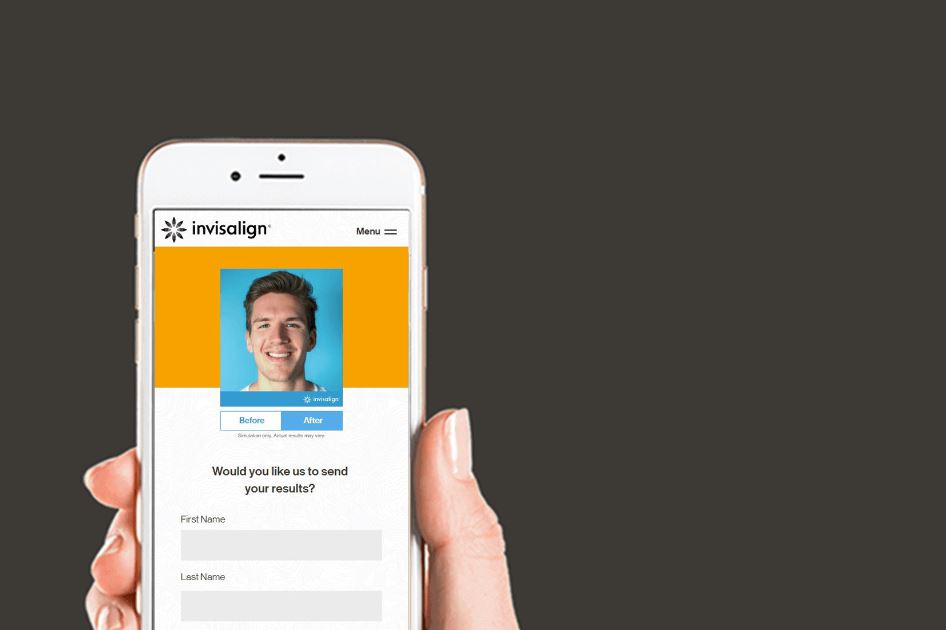 invisalign®
Menu
invisalign
Before
After
Simulation only. Actual results may vary
Would you like us to send
your results?
First Name
Last Name